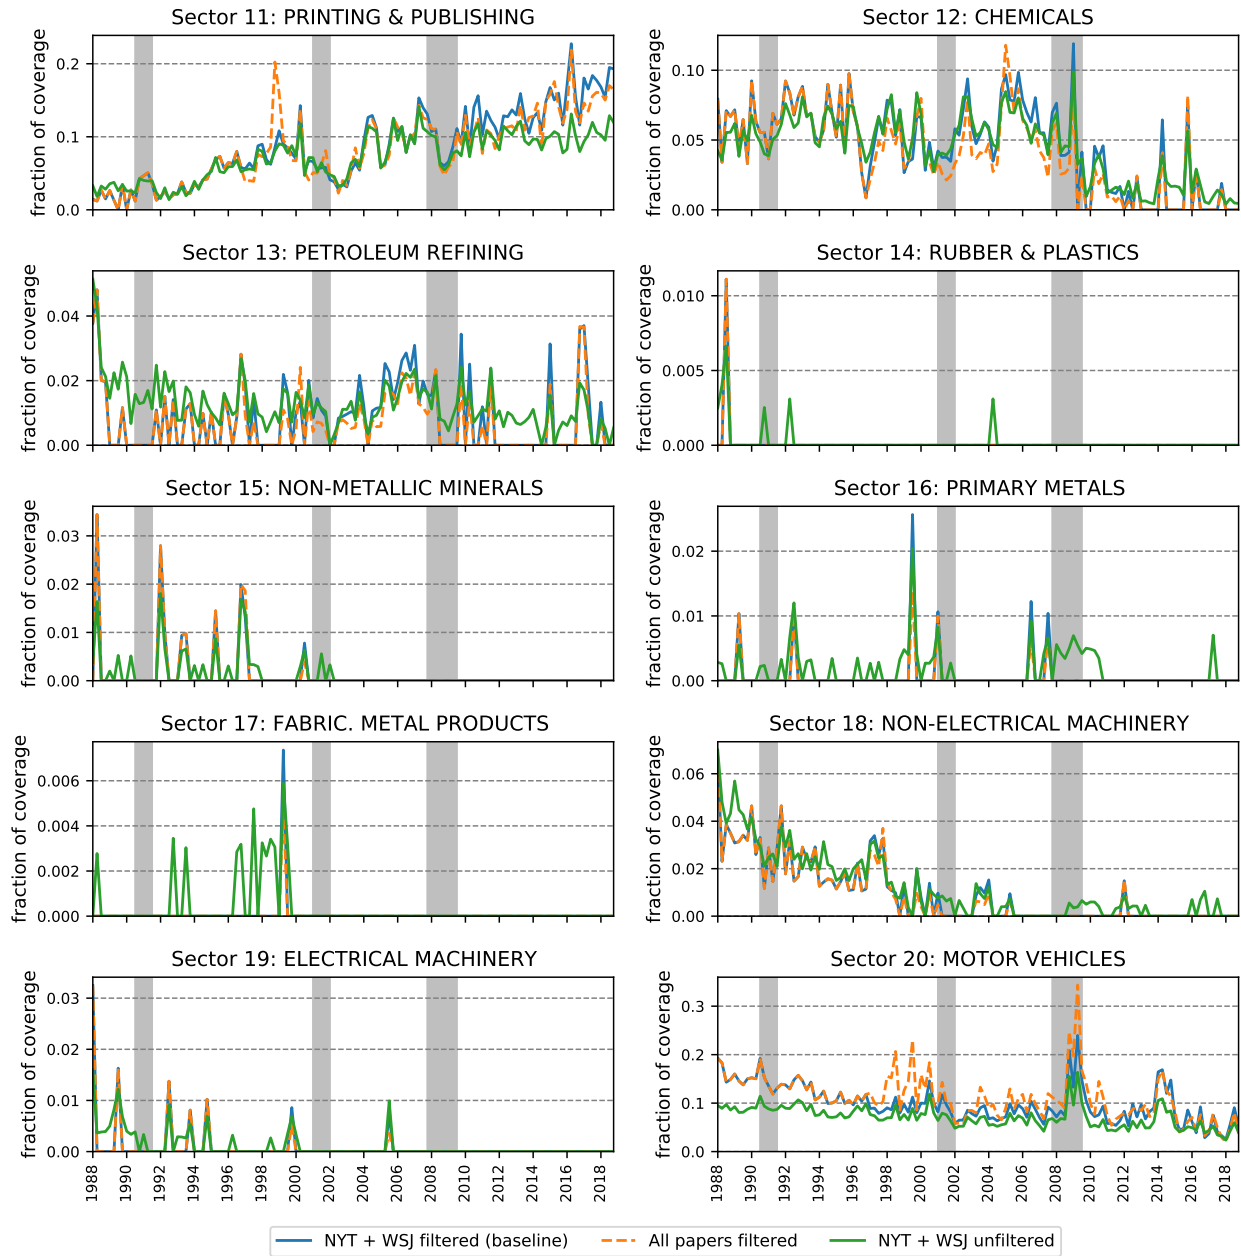 Sector 11: PRINTING & PUBLISHING
fraction of coverage
0.2
0.1
0.0
Sector 12: CHEMICALS
fraction of coverage
0.10
0.05
0.00
Sector 13: PETROLEUM REFINING
fraction of coverage
0.04
0.02
0.00
Sector 14: RUBBER & PLASTICS
fraction of coverage
0.010
0.005
0.000
Sector 15: NON-METALLIC MINERALS
fraction of coverage
0.03
0.02
0.01
0.00
Sector 16: PRIMARY METALS
fraction of coverage
0.02
0.01
0.00
Sector 17: FABRIC. METAL PRODUCTS
fraction of coverage
0.006
0.004
0.002
0.000
Sector 18: NON-ELECTRICAL MACHINERY
fraction of coverage
0.06
0.04
0.02
0.00
Sector 19: ELECTRICAL MACHINERY
fraction of coverage
0.03
0.02
0.01
0.00
1988 1990 1992 1994 1996 1998 2000 2002 2004 2006 2008 2010 2012 2014 2016 2018
Sector 20: MOTOR VEHICLES
fraction of coverage
0.3
0.2
0.1
0.0
1988 1990 1992 1994 1996 1998 2000 2002 2004 2006 2008 2010 2012 2014 2016 2018
NYT + WSJ filtered (baseline)
All papers filtered
NYT + WSJ unfiltered